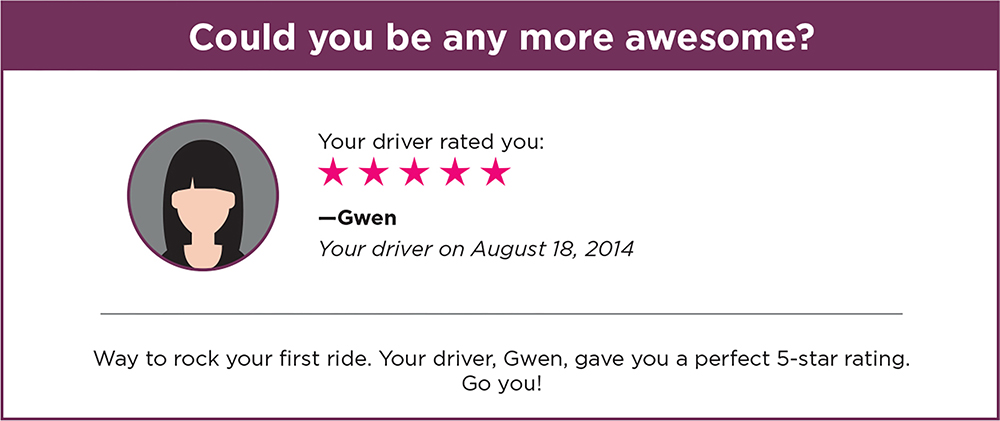 Could you be any more awesome?
Your driver rated you:
—Gwen
Your driver on August 18, 2014
Way to rock your first ride. Your driver, Gwen, gave you a perfect 5-star rating.
Go you!